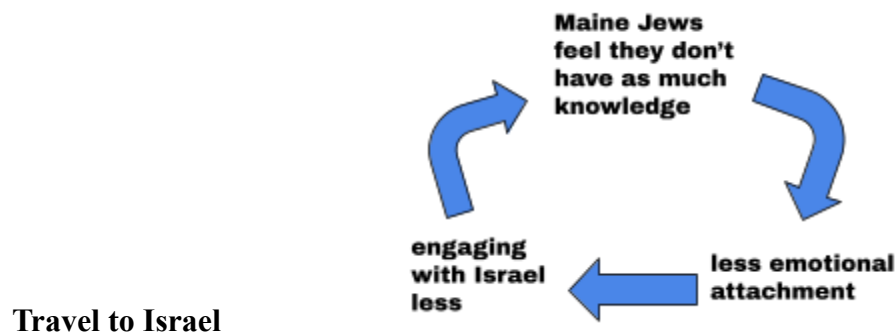 Maine Jews
feel they don't
have as much
knowledge
less emotional
attachment
engaging
with Israel
less
Travel to Israel